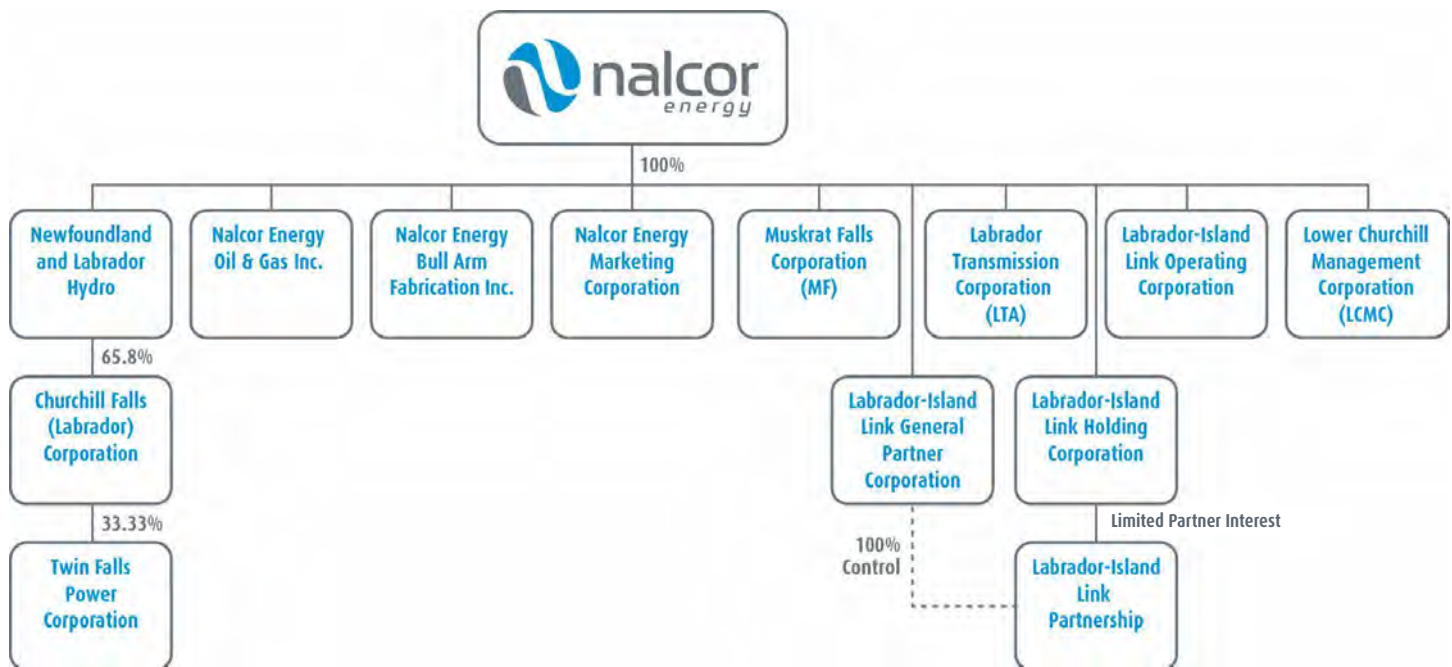 nalcor
energy
100%
Newfoundland
and Labrador
Hydro
Nalcor Energy
Oil & Gas Inc.
Nalcor Energy
Bull Arm
Fabrication Inc.
Nalcor Energy
Marketing
Corporation
Muskrat Falls
Corporation
(MF)
Labrador
Transmission
Corporation
(LTA)
Labrador-Island
Link Operating
Corporation
Lower Churchill
Management
Corporation
(LCMC)
65.8%
Churchill Falls
(Labrador)
Corporation
Labrador-Island
Link General
Partner
Corporation
Labrador-Island
Link Holding
Corporation
33.33%
Limited Partner Interest
100%
Control
Twin Falls
Power
Corporation
Labrador-Island
Link
Partnership